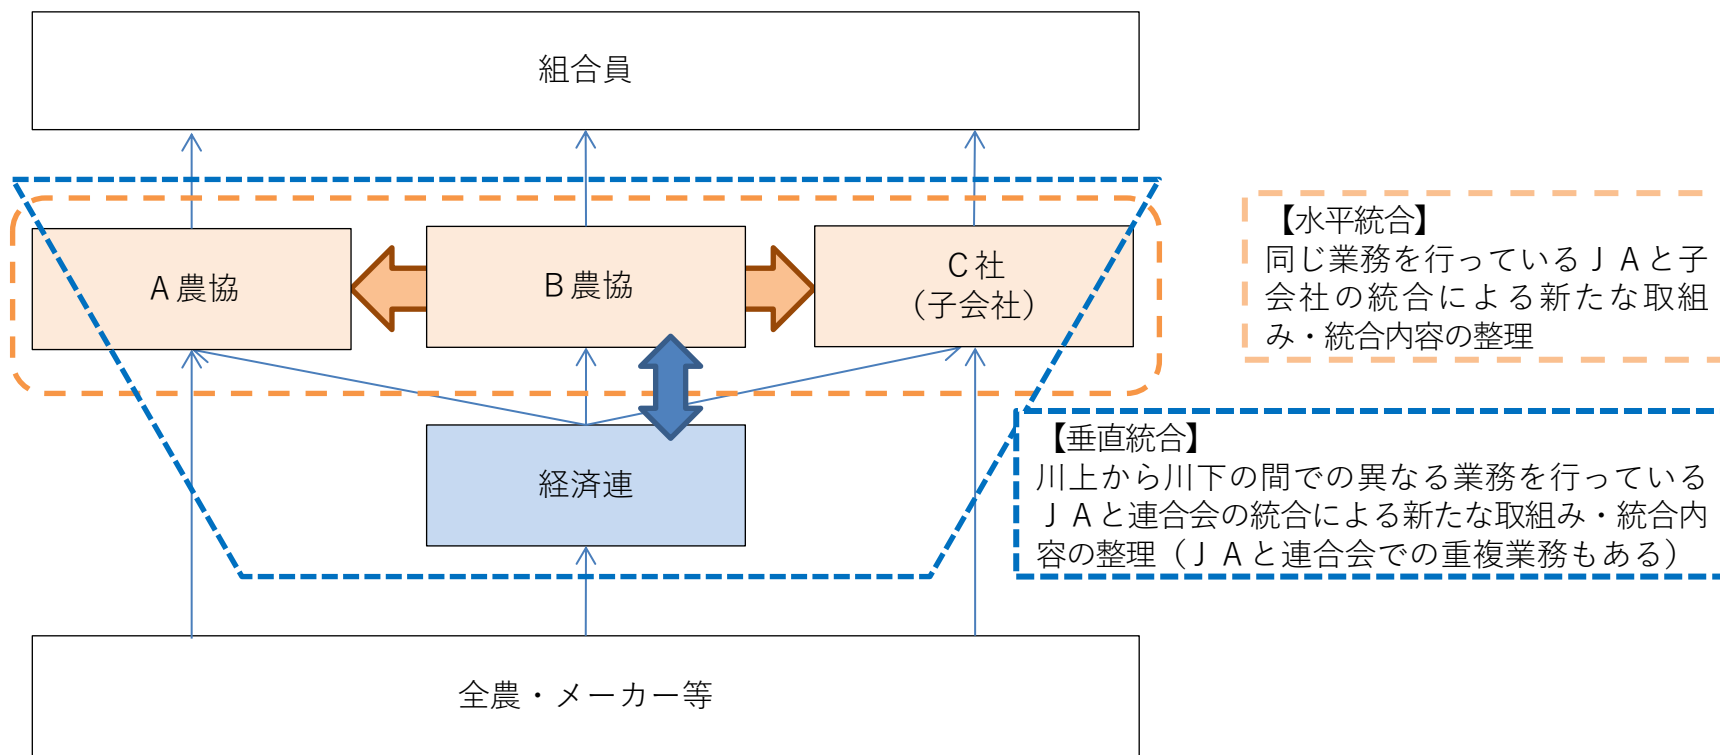 組合員
A農協
B農協
C社
（子会社）
経済連
全農・メーカー等
【水平統合】
同じ業務を行っているＪＡと子
会社の統合による新たな取組
み・統合内容の整理
【垂直統合】
川上から川下の間での異なる業務を行っている
ＪＡと連合会の統合による新たな取組み・統合内
容の整理（ＪＡと連合会での重複業務もある）